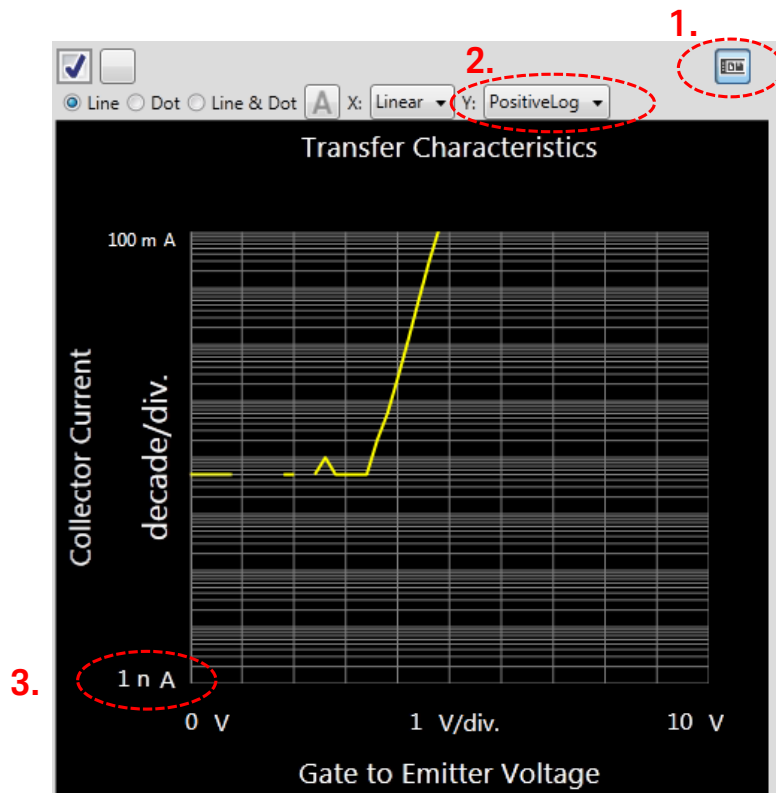 1.
2.
Line Dot Line & Dot A X: Linear Y: PositiveLog
Transfer Characteristics
100 m A
Collector Current
decade/div.
3.
1 n A
0 V 1 V/div. 10 V
Gate to Emitter Voltage